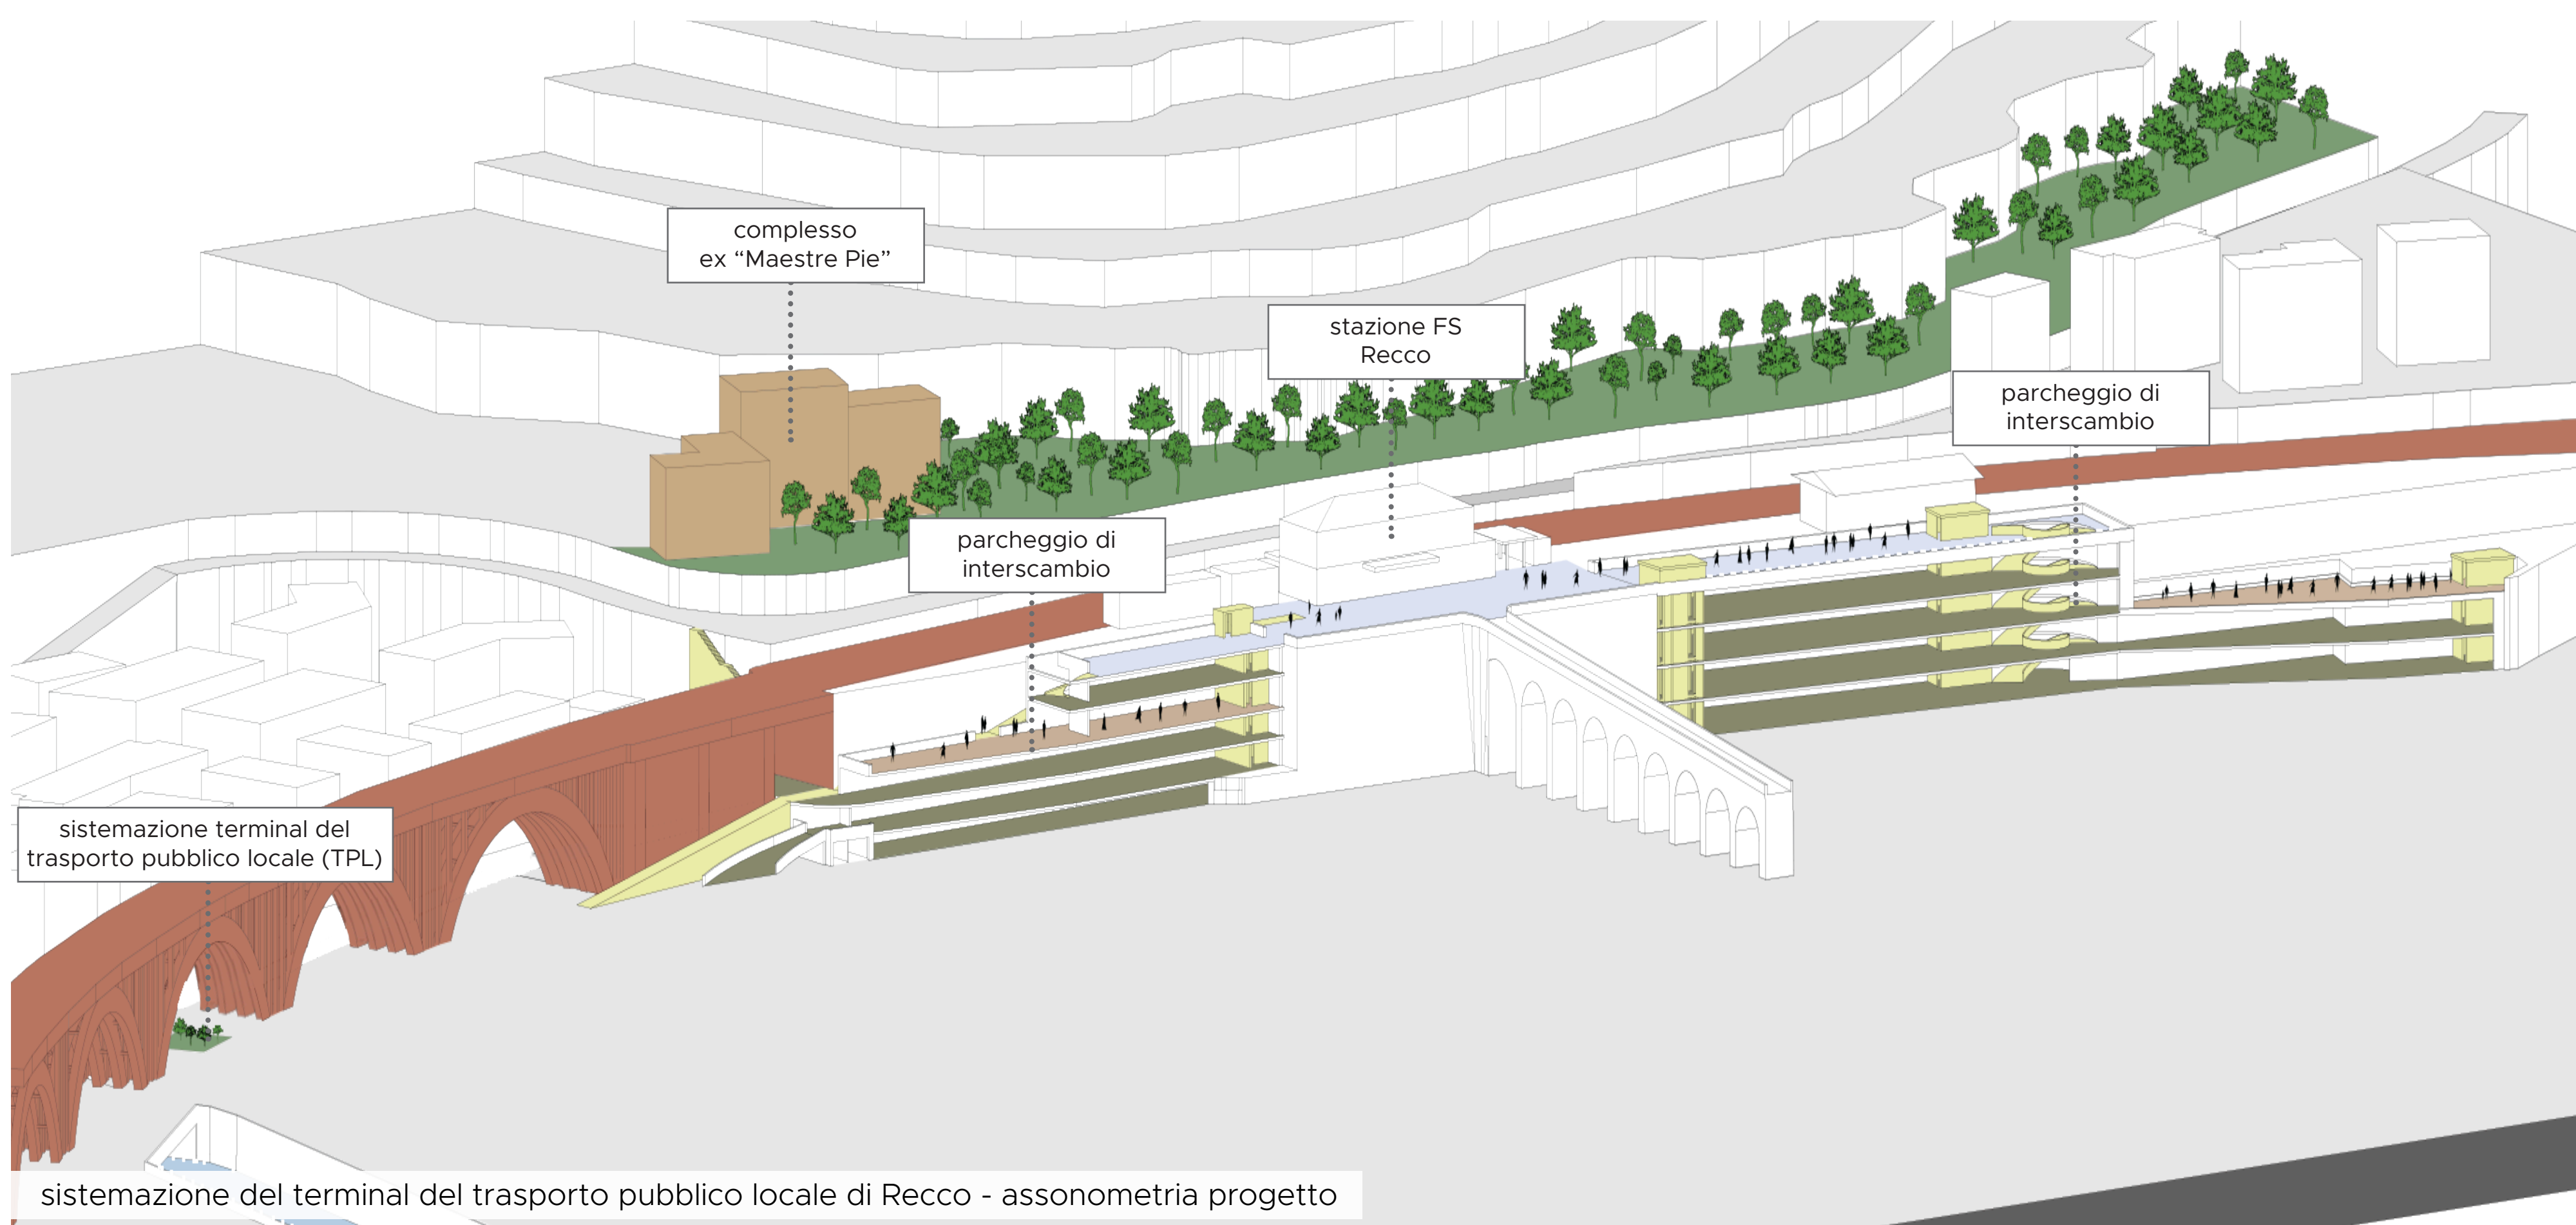 complesso
ex “Maestre Pie”
stazione FS
Recco
parcheggio di
interscambio
parcheggio di
interscambio
sistemazione terminal del
trasporto pubblico locale (TPL)
sistemazione del terminal del trasporto pubblico locale di Recco - assonometria progetto